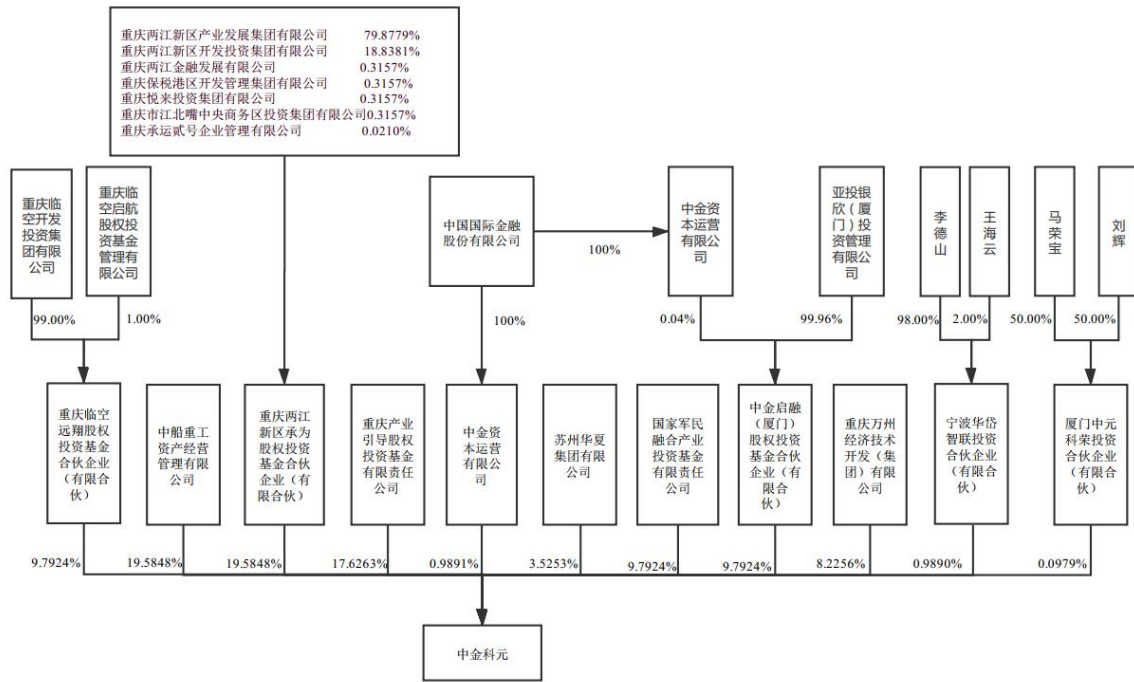 重庆两江新区产业发展集团有限公司 79.8779%
重庆两江新区开发投资集团有限公司 18.8381%
重庆两江金融发展有限公司 0.3157%
重庆保税港区开发管理集团有限公司 0.3157%
重庆悦来投资集团有限公司 0.3157%
重庆市江北嘴中央商务区投资集团有限公司0.3157%
重庆承运贰号企业管理有限公司 0.0210%
重庆临
空开发
投资集
团有限
公司
重庆临
空启航
股权投
资基金
管理有
限公司
中国国际金融
股份有限公司
100%
中金资
本运营
有限公
司
亚投银
欣（厦
门）投
资管理
有限公
司
李德山
王海云
马荣宝
刘辉
99.00%
1.00%
100%
0.04%
99.96%
98.00%
2.00%
50.00%
50.00%
重庆临空
远翔股权
投资基金
合伙企业
（有限合
伙）
中船重工
资产经营
管理有限
公司
重庆两江
新区承为
股权投资
基金合伙
企业（有
限合伙）
重庆产业
引导股权
投资基金
有限责任
公司
中金资
本运营
有限公
司
苏州华夏
集团有限
公司
国家军民
融合产业
投资基金
有限责任
公司
中金启融
（厦门）
股权投资
基金合伙
企业（有
限合
伙）
重庆万州
经济技术
开发（集
团）有限
公司
宁波华岱
智联投资
合伙企业
（有限合
伙）
厦门中元
科荣投资
合伙企业
（有限合
伙）
9.7924%
19.5848%
19.5848%
17.6263%
0.9891%
3.5253%
9.7924%
9.7924%
8.2256%
0.9890%
0.0979%
中金科元